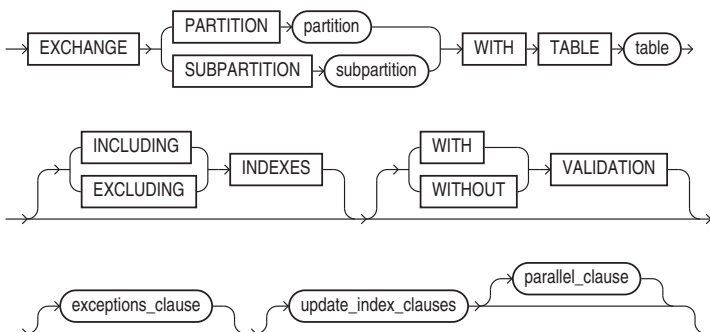 EXCHANGE PARTITION partition WITH TABLE table
SUBPARTITION subpartition
INCLUDING INDEXES WITH VALIDATION
EXCLUDING WITHOUT
exceptions_clause update_index_clauses parallel_clause